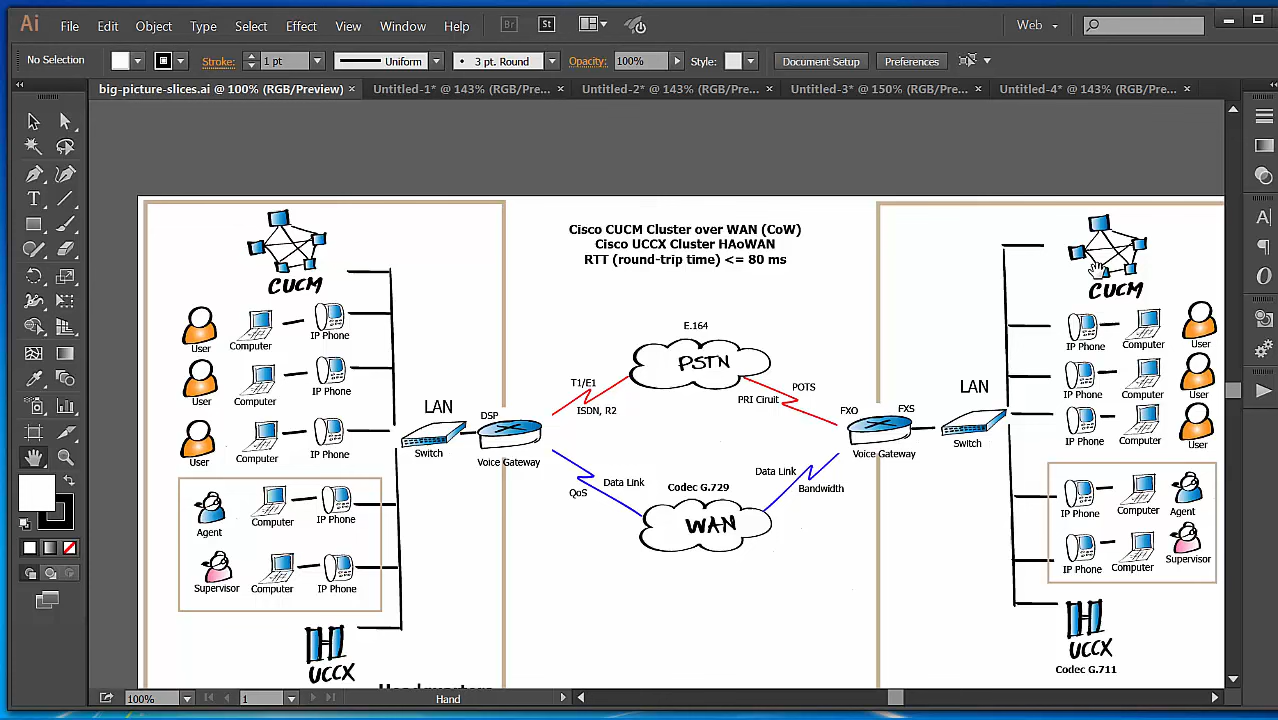 Ai File Edit Object Type Select Effect View Window Help Br St Web
No Selection Stroke: 1 pt Uniform 3 pt. Round Opacity: 100% Style: Document Setup Preferences
big-picture-slices.ai @ 100% (RGB/Preview) × Untitled-1* @ 143% (RGB/Pre... × Untitled-2* @ 143% (RGB/Pre... × Untitled-3* @ 150% (RGB/Pre... × Untitled-4* @ 143% (RGB/Pre... ×
Cisco CUCM Cluster over WAN (CoW)
Cisco UCCX Cluster HAoWAN
RTT (round-trip time) <= 80 ms
CUCM
User
Computer
IP Phone
User
Computer
IP Phone
User
Computer
IP Phone
Agent
Computer
IP Phone
Supervisor
Computer
IP Phone
UCCX
Headquarters
LAN
Switch
DSP
Voice Gateway
T1/E1
ISDN, R2
E.164
PSTN
POTS
PRI Ciruit
QoS
Data Link
Codec G.729
WAN
Data Link
Bandwidth
FXO
FXS
Voice Gateway
LAN
Switch
CUCM
IP Phone
Computer
User
IP Phone
Computer
User
IP Phone
Computer
User
IP Phone
Computer
Agent
IP Phone
Computer
Supervisor
UCCX
Codec G.711
100% 1 Hand